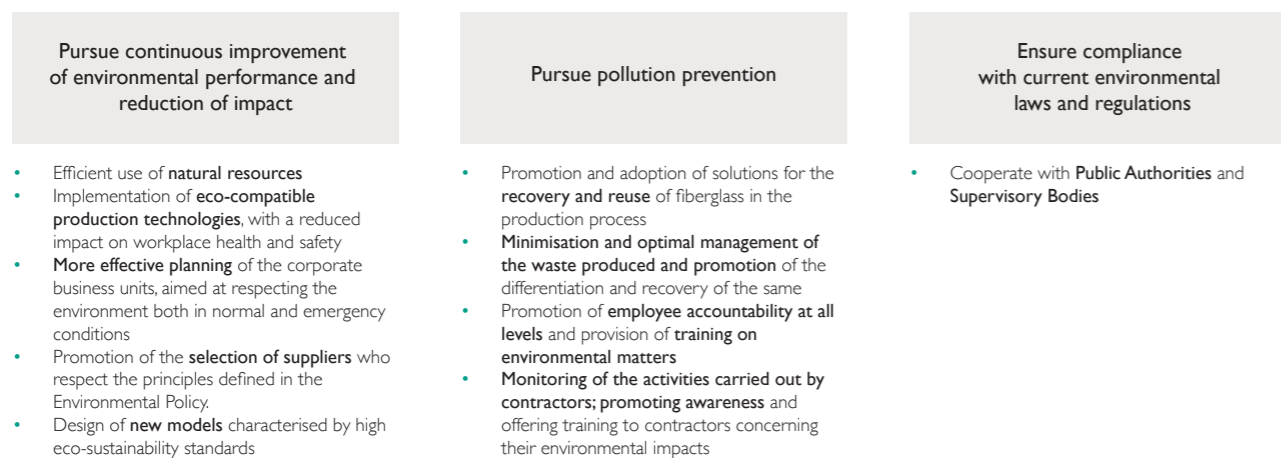 Pursue continuous improvement
of environmental performance and
reduction of impact
• Efficient use of natural resources
• Implementation of eco-compatible
production technologies, with a reduced
impact on workplace health and safety
• More effective planning of the corporate
business units, aimed at respecting the
environment both in normal and emergency
conditions
• Promotion of the selection of suppliers who
respect the principles defined in the
Environmental Policy.
• Design of new models characterised by high
eco-sustainability standards
Pursue pollution prevention
• Promotion and adoption of solutions for the
recovery and reuse of fiberglass in the
production process
• Minimisation and optimal management of
the waste produced and promotion of the
differentiation and recovery of the same
• Promotion of employee accountability at all
levels and provision of training on
environmental matters
• Monitoring of the activities carried out by
contractors; promoting awareness and
offering training to contractors concerning
their environmental impacts
Ensure compliance
with current environmental
laws and regulations
• Cooperate with Public Authorities and
Supervisory Bodies